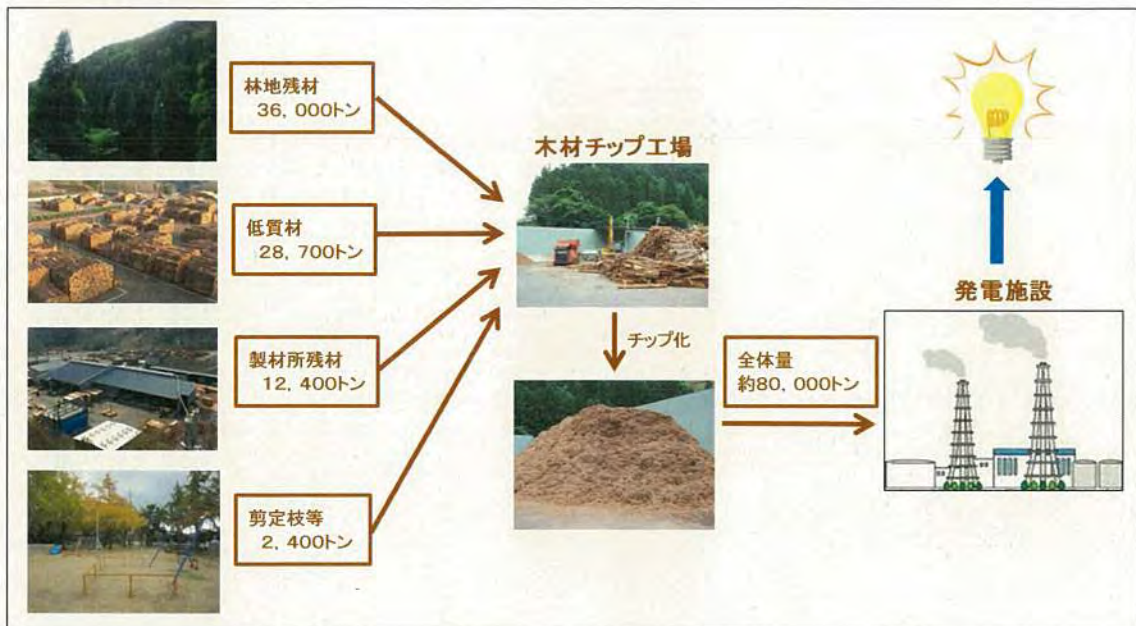 林地残材
36,000トン
低質材
28,700トン
製材所残材
12,400トン
剪定枝等
2,400トン
木材チップ工場
チップ化
全体量
約80,000トン
発電施設